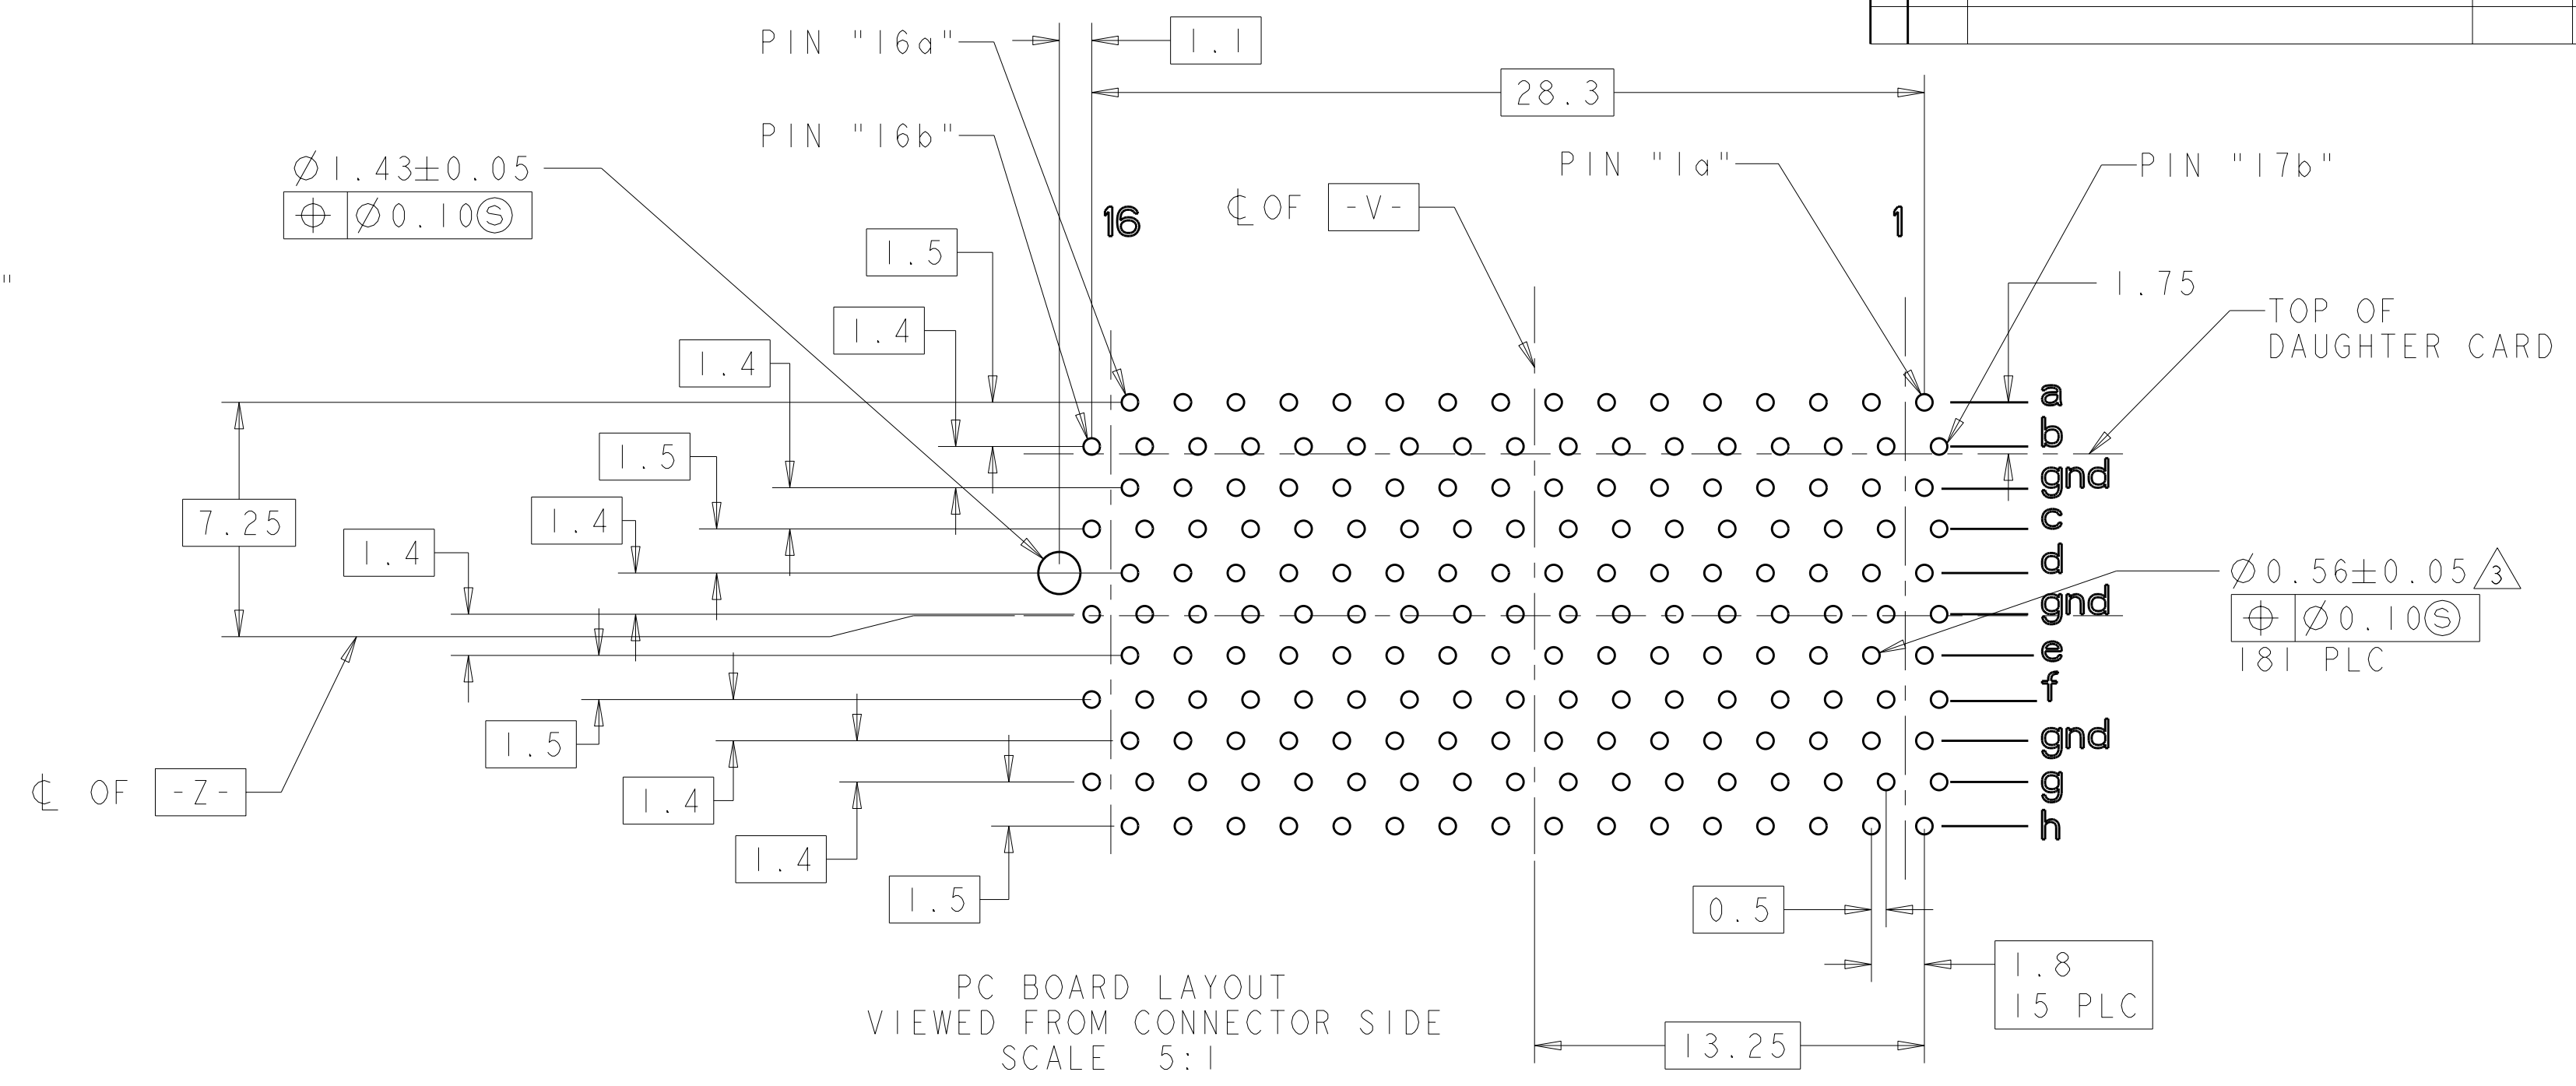 "
PIN "16a"
1.1
28.3
PIN "16b"
PIN "1a"
PIN "17b"
Ø1.43±0.05
⌖ Ø0.10Ⓢ
℄ OF -V-
16
1
1.5
1.75
1.4
TOP OF
DAUGHTER CARD
1.4
a
b
1.5
gnd
7.25
1.4
c
1.4
d
Ø0.56±0.05 3
gnd
⌖ Ø0.10Ⓢ
181 PLC
e
f
1.5
gnd
℄ OF -Z-
1.4
g
h
1.4
1.5
0.5
1.8
15 PLC
PC BOARD LAYOUT
VIEWED FROM CONNECTOR SIDE
SCALE 5:1
13.25